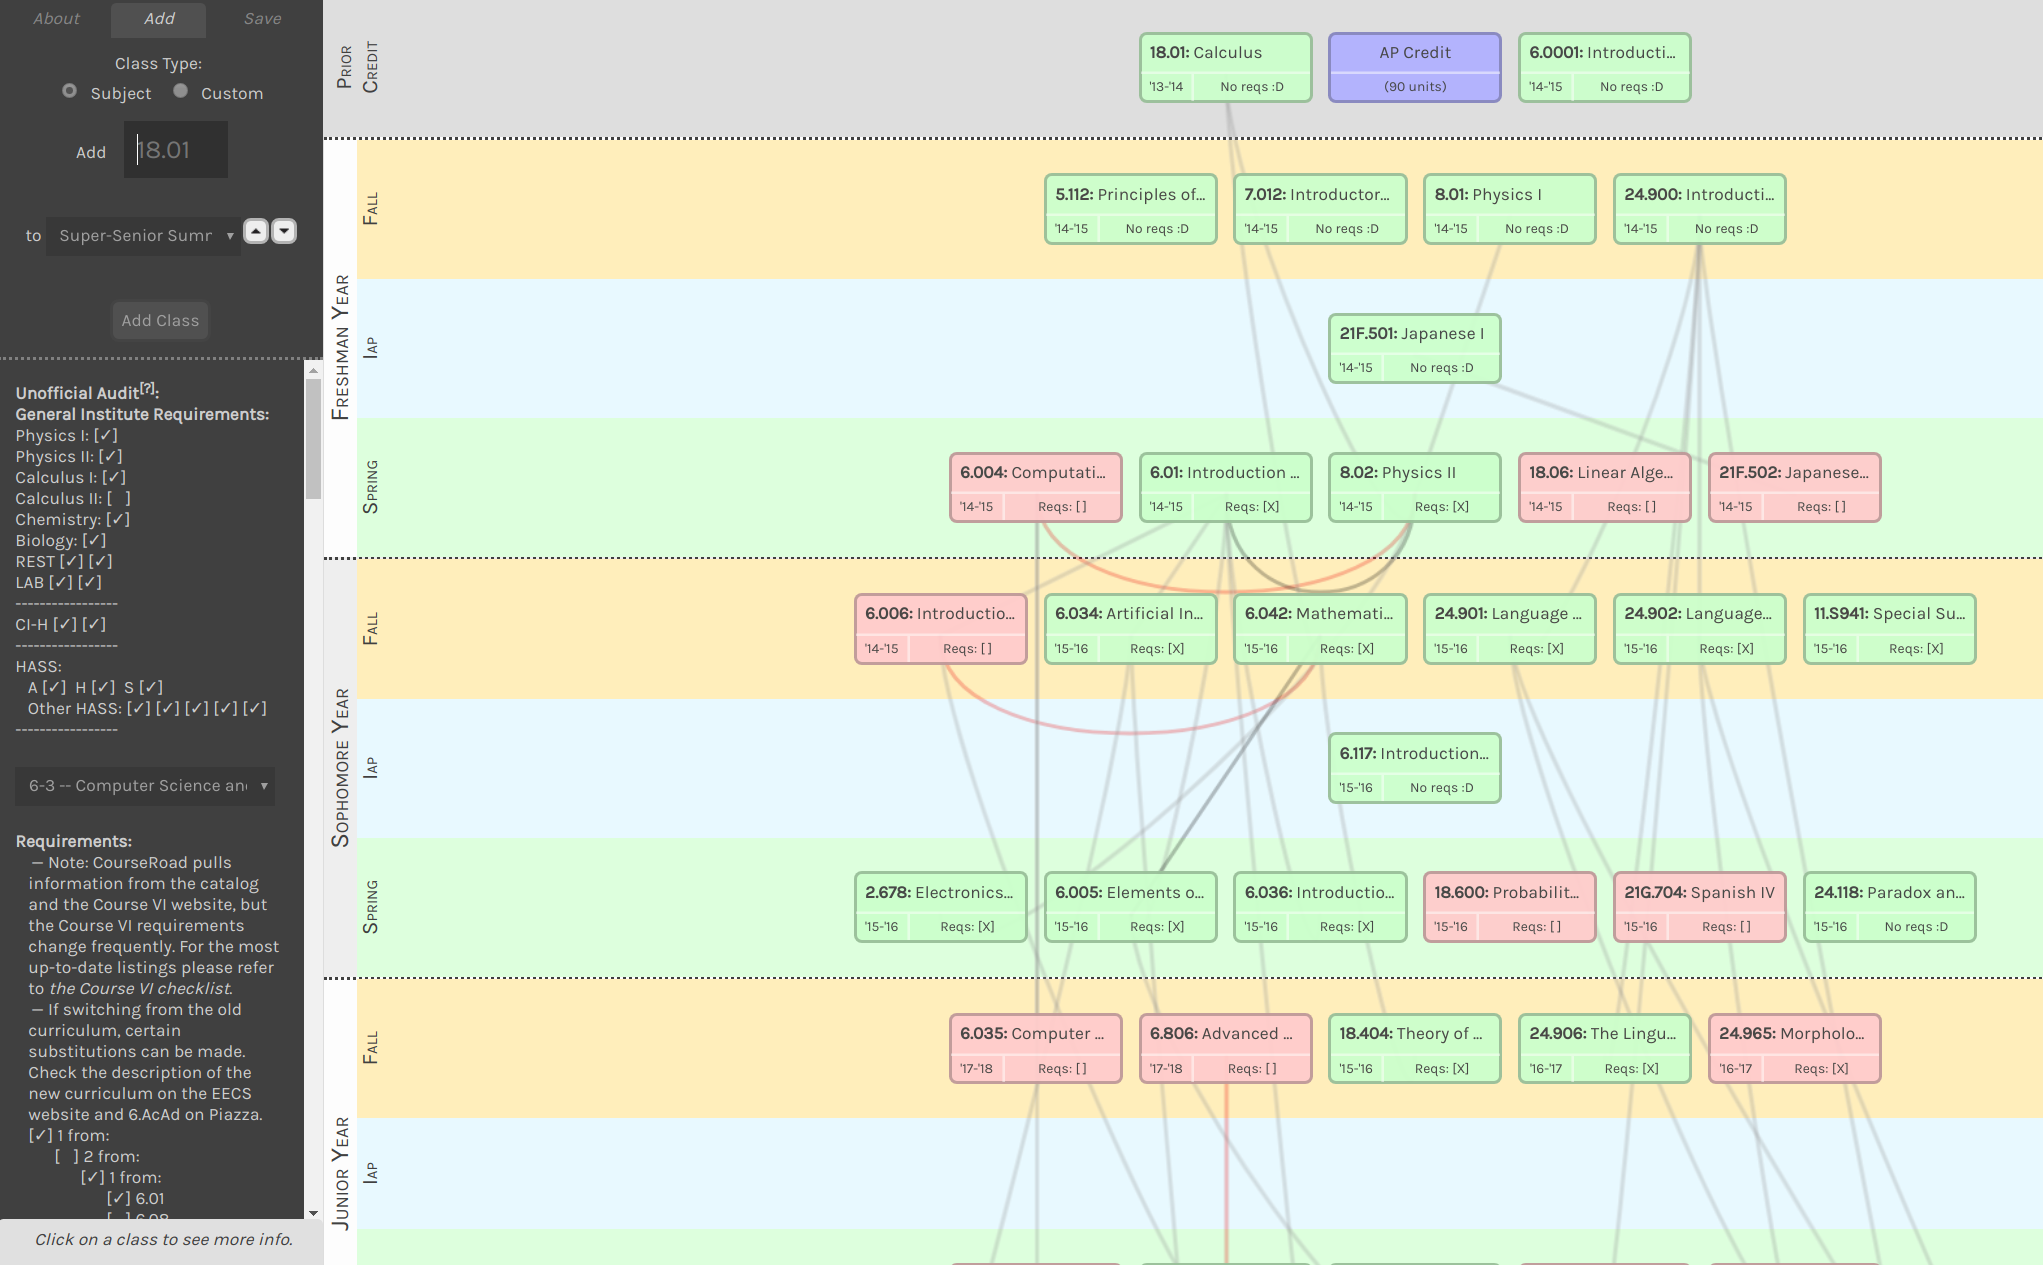 About Add Save
Class Type:
Subject Custom
Add 18.01
to Super-Senior Sumr
Add Class
Unofficial Audit[?]:
General Institute Requirements:
Physics I: [✓]
Physics II: [✓]
Calculus I: [✓]
Calculus II: [ ]
Chemistry: [✓]
Biology: [✓]
REST [✓] [✓]
LAB [✓] [✓]
-----------------
CI-H [✓] [✓]
-----------------
HASS:
A [✓] H [✓] S [✓]
Other HASS: [✓] [✓] [✓] [✓] [✓]
-----------------
6-3 -- Computer Science an
Requirements:
– Note: CourseRoad pulls
information from the catalog
and the Course VI website, but
the Course VI requirements
change frequently. For the most
up-to-date listings please refer
to the Course VI checklist.
– If switching from the old
curriculum, certain
substitutions can be made.
Check the description of the
new curriculum on the EECS
website and 6.AcAd on Piazza.
[✓] 1 from:
[ ] 2 from:
[✓] 1 from:
[✓] 6.01
[ ] 6.08
Click on a class to see more info.
Prior
Credit
18.01: Calculus
'13-'14 No reqs :D
AP Credit
(90 units)
6.0001: Introducti...
'14-'15 No reqs :D
Freshman Year
Fall
5.112: Principles of...
'14-'15 No reqs :D
7.012: Introductor...
'14-'15 No reqs :D
8.01: Physics I
'14-'15 No reqs :D
24.900: Introducti...
'14-'15 No reqs :D
Iap
21F.501: Japanese I
'14-'15 No reqs :D
Spring
6.004: Computati...
'14-'15 Reqs: [ ]
6.01: Introduction ...
'14-'15 Reqs: [X]
8.02: Physics II
'14-'15 Reqs: [X]
18.06: Linear Alge...
'14-'15 Reqs: [ ]
21F.502: Japanese...
'14-'15 Reqs: [ ]
Sophomore Year
Fall
6.006: Introductio...
'14-'15 Reqs: [ ]
6.034: Artificial In...
'15-'16 Reqs: [X]
6.042: Mathemati...
'15-'16 Reqs: [X]
24.901: Language ...
'15-'16 Reqs: [X]
24.902: Language...
'15-'16 Reqs: [X]
11.S941: Special Su...
'15-'16 Reqs: [X]
Iap
6.117: Introduction...
'15-'16 No reqs :D
Spring
2.678: Electronics...
'15-'16 Reqs: [X]
6.005: Elements o...
'15-'16 Reqs: [X]
6.036: Introductio...
'15-'16 Reqs: [X]
18.600: Probabilit...
'15-'16 Reqs: [ ]
21G.704: Spanish IV
'15-'16 Reqs: [ ]
24.118: Paradox an...
'15-'16 No reqs :D
Junior Year
Fall
6.035: Computer ...
'17-'18 Reqs: [ ]
6.806: Advanced ...
'17-'18 Reqs: [ ]
18.404: Theory of ...
'15-'16 Reqs: [X]
24.906: The Lingu...
'16-'17 Reqs: [X]
24.965: Morpholo...
'16-'17 Reqs: [X]
Iap